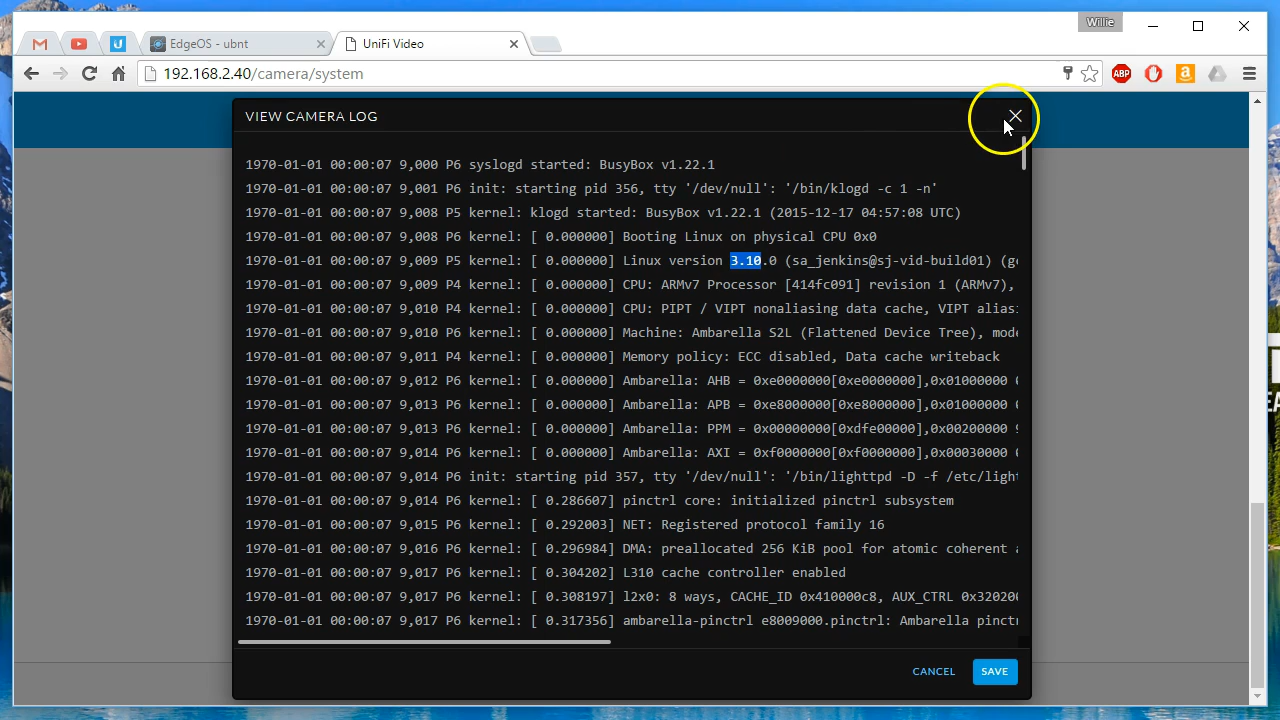 Willie
EdgeOS - ubnt
UniFi Video
192.168.2.40/camera/system
ABP
VIEW CAMERA LOG
1970-01-01 00:00:07 9,000 P6 syslogd started: BusyBox v1.22.1
1970-01-01 00:00:07 9,001 P6 init: starting pid 356, tty '/dev/null': '/bin/klogd -c 1 -n'
1970-01-01 00:00:07 9,008 P5 kernel: klogd started: BusyBox v1.22.1 (2015-12-17 04:57:08 UTC)
1970-01-01 00:00:07 9,008 P6 kernel: [ 0.000000] Booting Linux on physical CPU 0x0
1970-01-01 00:00:07 9,009 P5 kernel: [ 0.000000] Linux version 3.10.0 (sa_jenkins@sj-vid-build01) (gc
1970-01-01 00:00:07 9,009 P4 kernel: [ 0.000000] CPU: ARMv7 Processor [414fc091] revision 1 (ARMv7),
1970-01-01 00:00:07 9,010 P4 kernel: [ 0.000000] CPU: PIPT / VIPT nonaliasing data cache, VIPT aliasi
1970-01-01 00:00:07 9,010 P6 kernel: [ 0.000000] Machine: Ambarella S2L (Flattened Device Tree), mode
1970-01-01 00:00:07 9,011 P4 kernel: [ 0.000000] Memory policy: ECC disabled, Data cache writeback
1970-01-01 00:00:07 9,012 P6 kernel: [ 0.000000] Ambarella: AHB = 0xe0000000[0xe0000000],0x01000000
1970-01-01 00:00:07 9,013 P6 kernel: [ 0.000000] Ambarella: APB = 0xe8000000[0xe8000000],0x01000000
1970-01-01 00:00:07 9,013 P6 kernel: [ 0.000000] Ambarella: PPM = 0x00000000[0xdfe00000],0x00200000 9
1970-01-01 00:00:07 9,014 P6 kernel: [ 0.000000] Ambarella: AXI = 0xf0000000[0xf0000000],0x00030000
1970-01-01 00:00:07 9,014 P6 init: starting pid 357, tty '/dev/null': '/bin/lighttpd -D -f /etc/light
1970-01-01 00:00:07 9,014 P6 kernel: [ 0.286607] pinctrl core: initialized pinctrl subsystem
1970-01-01 00:00:07 9,015 P6 kernel: [ 0.292003] NET: Registered protocol family 16
1970-01-01 00:00:07 9,016 P6 kernel: [ 0.296984] DMA: preallocated 256 KiB pool for atomic coherent a
1970-01-01 00:00:07 9,017 P6 kernel: [ 0.304202] L310 cache controller enabled
1970-01-01 00:00:07 9,017 P6 kernel: [ 0.308197] l2x0: 8 ways, CACHE_ID 0x410000c8, AUX_CTRL 0x320200
1970-01-01 00:00:07 9,017 P6 kernel: [ 0.317356] ambarella-pinctrl e8009000.pinctrl: Ambarella pinctr
CANCEL
SAVE